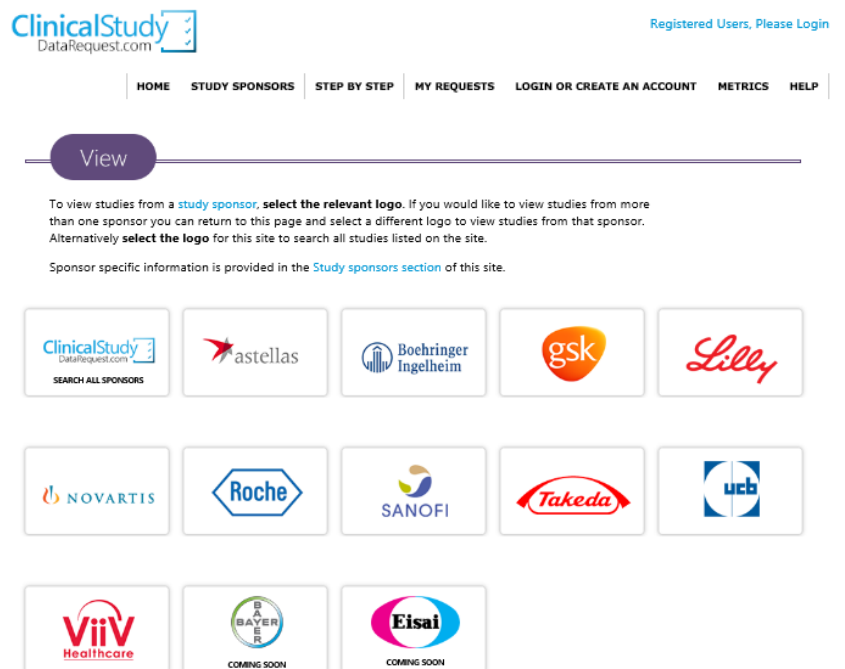 ClinicalStudy
DataRequest.com
Registered Users, Please Login
HOME STUDY SPONSORS STEP BY STEP MY REQUESTS LOGIN OR CREATE AN ACCOUNT METRICS HELP
View
To view studies from a study sponsor, select the relevant logo. If you would like to view studies from more
than one sponsor you can return to this page and select a different logo to view studies from that sponsor.
Alternatively select the logo for this site to search all studies listed on the site.
Sponsor specific information is provided in the Study sponsors section of this site.
ClinicalStudy
DataRequest.com
SEARCH ALL SPONSORS
astellas
Boehringer
Ingelheim
gsk
Lilly
NOVARTIS
Roche
SANOFI
Takeda
ucb
ViiV
Healthcare
BAYER
BAYER
COMING SOON
Eisai
COMING SOON